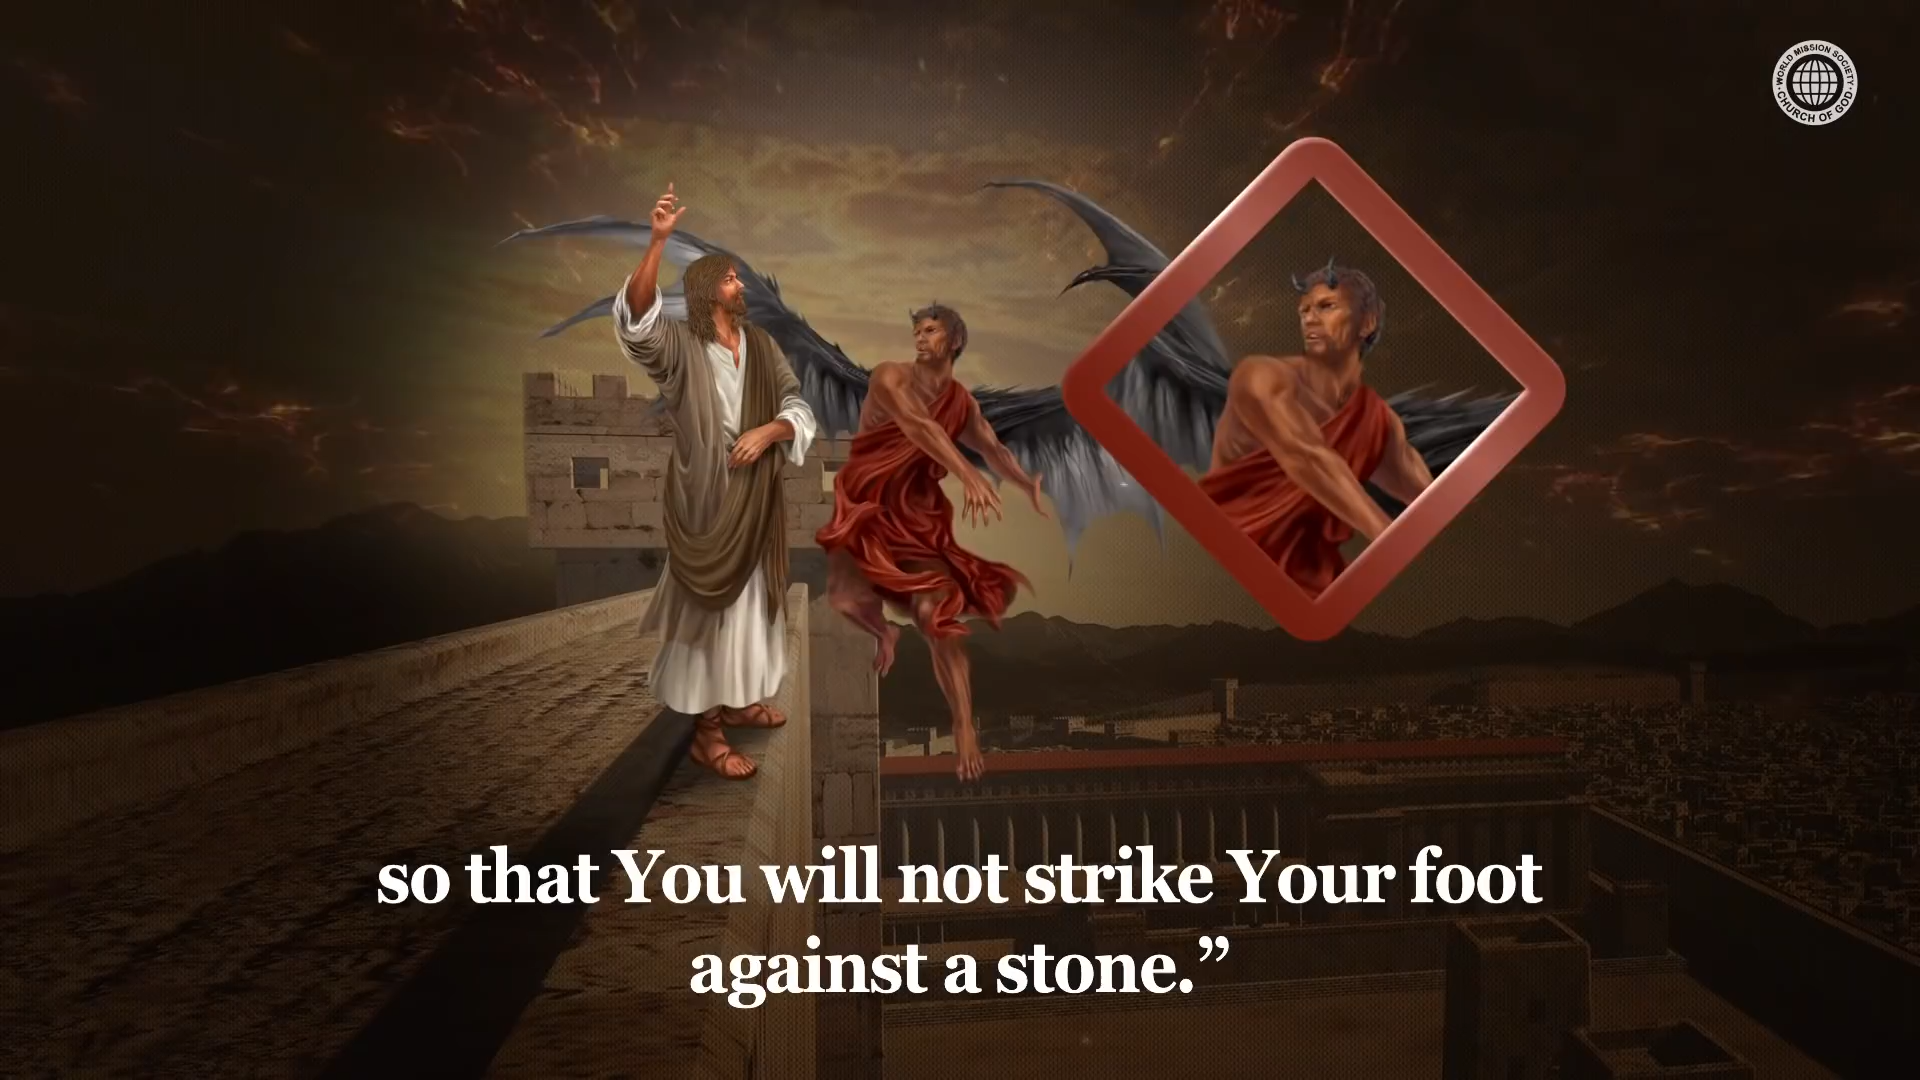 WORLD MISSION SOCIETY
CHURCH OF GOD
so that You will not strike Your foot
against a stone.”